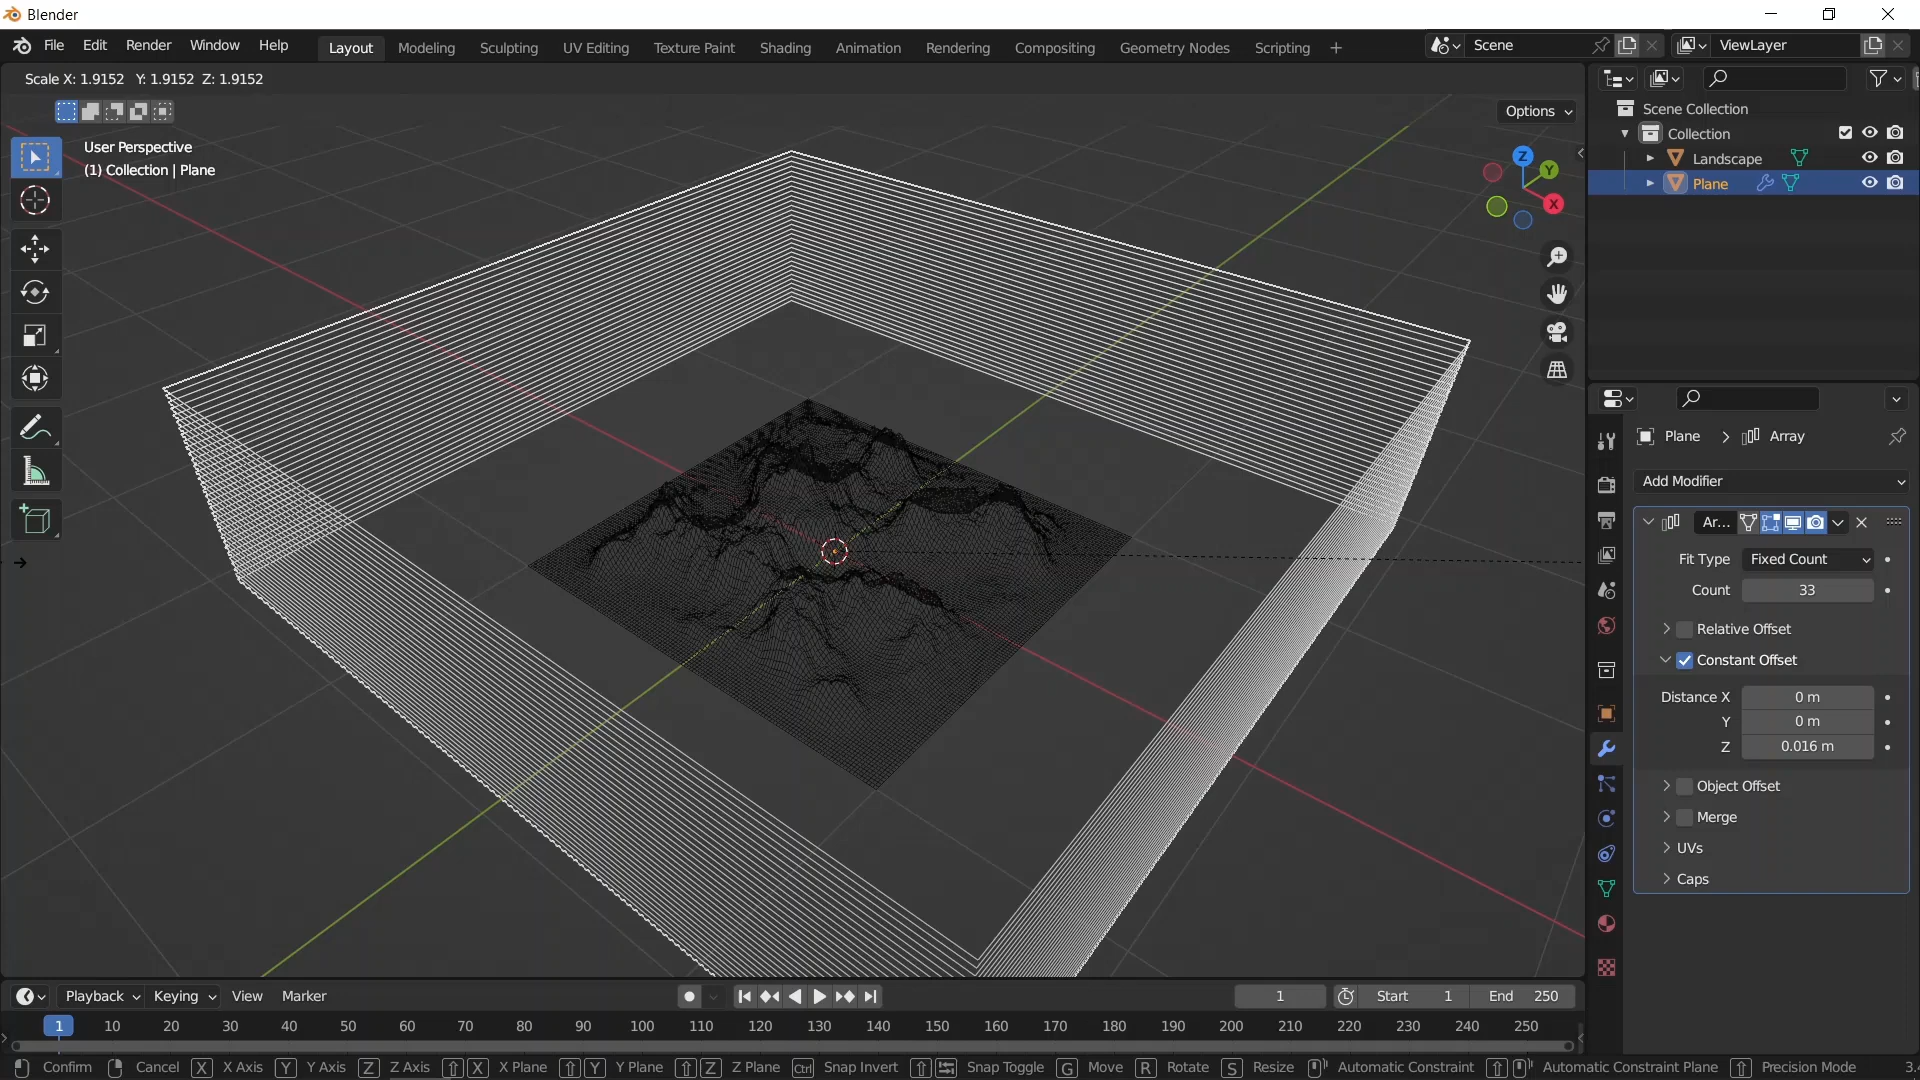 Blender
File Edit Render Window Help
Layout Modeling Sculpting UV Editing Texture Paint Shading Animation Rendering Compositing Geometry Nodes Scripting +
Scene
ViewLayer
Scale X: 1.9152 Y: 1.9152 Z: 1.9152
Options
User Perspective
(1) Collection | Plane
Z
Y
X
Scene Collection
Collection
Landscape
Plane
Plane > Array
Add Modifier
Ar...
Fit Type Fixed Count
Count 33
Relative Offset
Constant Offset
Distance X 0 m
Y 0 m
Z 0.016 m
Object Offset
Merge
UVs
Caps
Playback Keying View Marker
1
Start 1
End 250
1 10 20 30 40 50 60 70 80 90 100 110 120 130 140 150 160 170 180 190 200 210 220 230 240 250
Confirm Cancel X X Axis Y Y Axis Z Z Axis X X Plane Y Y Plane Z Z Plane Ctrl Snap Invert Snap Toggle G Move R Rotate S Resize Automatic Constraint Automatic Constraint Plane Precision Mode 3.